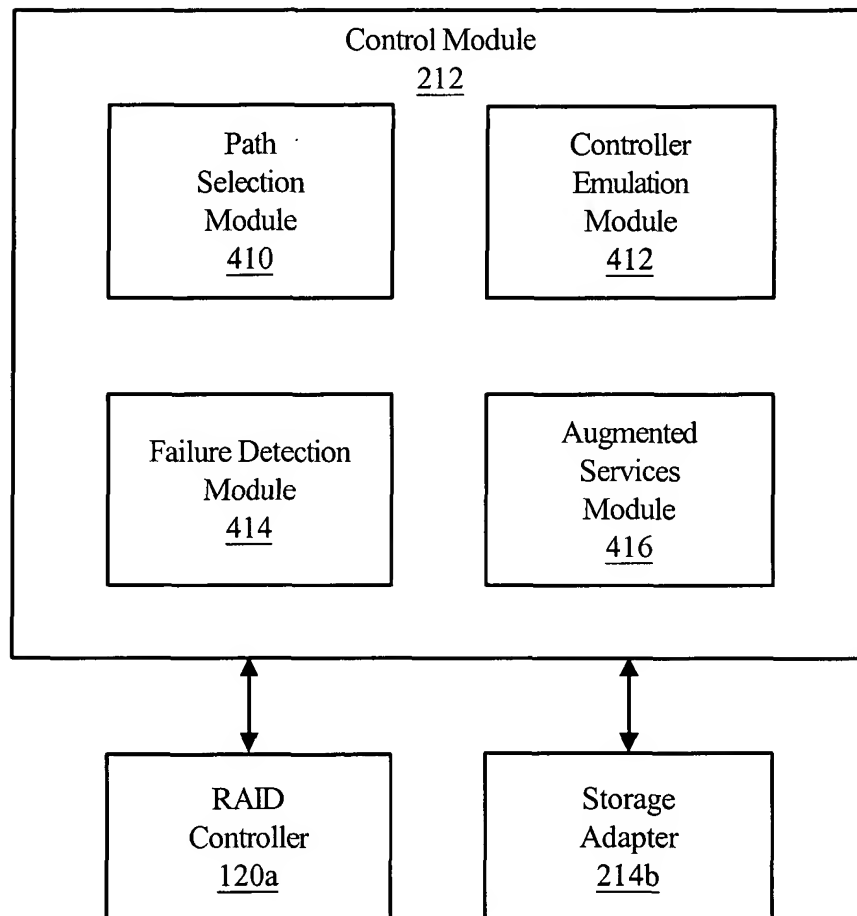 Control Module
212
Path
Selection
Module
410
Controller
Emulation
Module
412
Failure Detection
Module
414
Augmented
Services
Module
416
RAID
Controller
120a
Storage
Adapter
214b